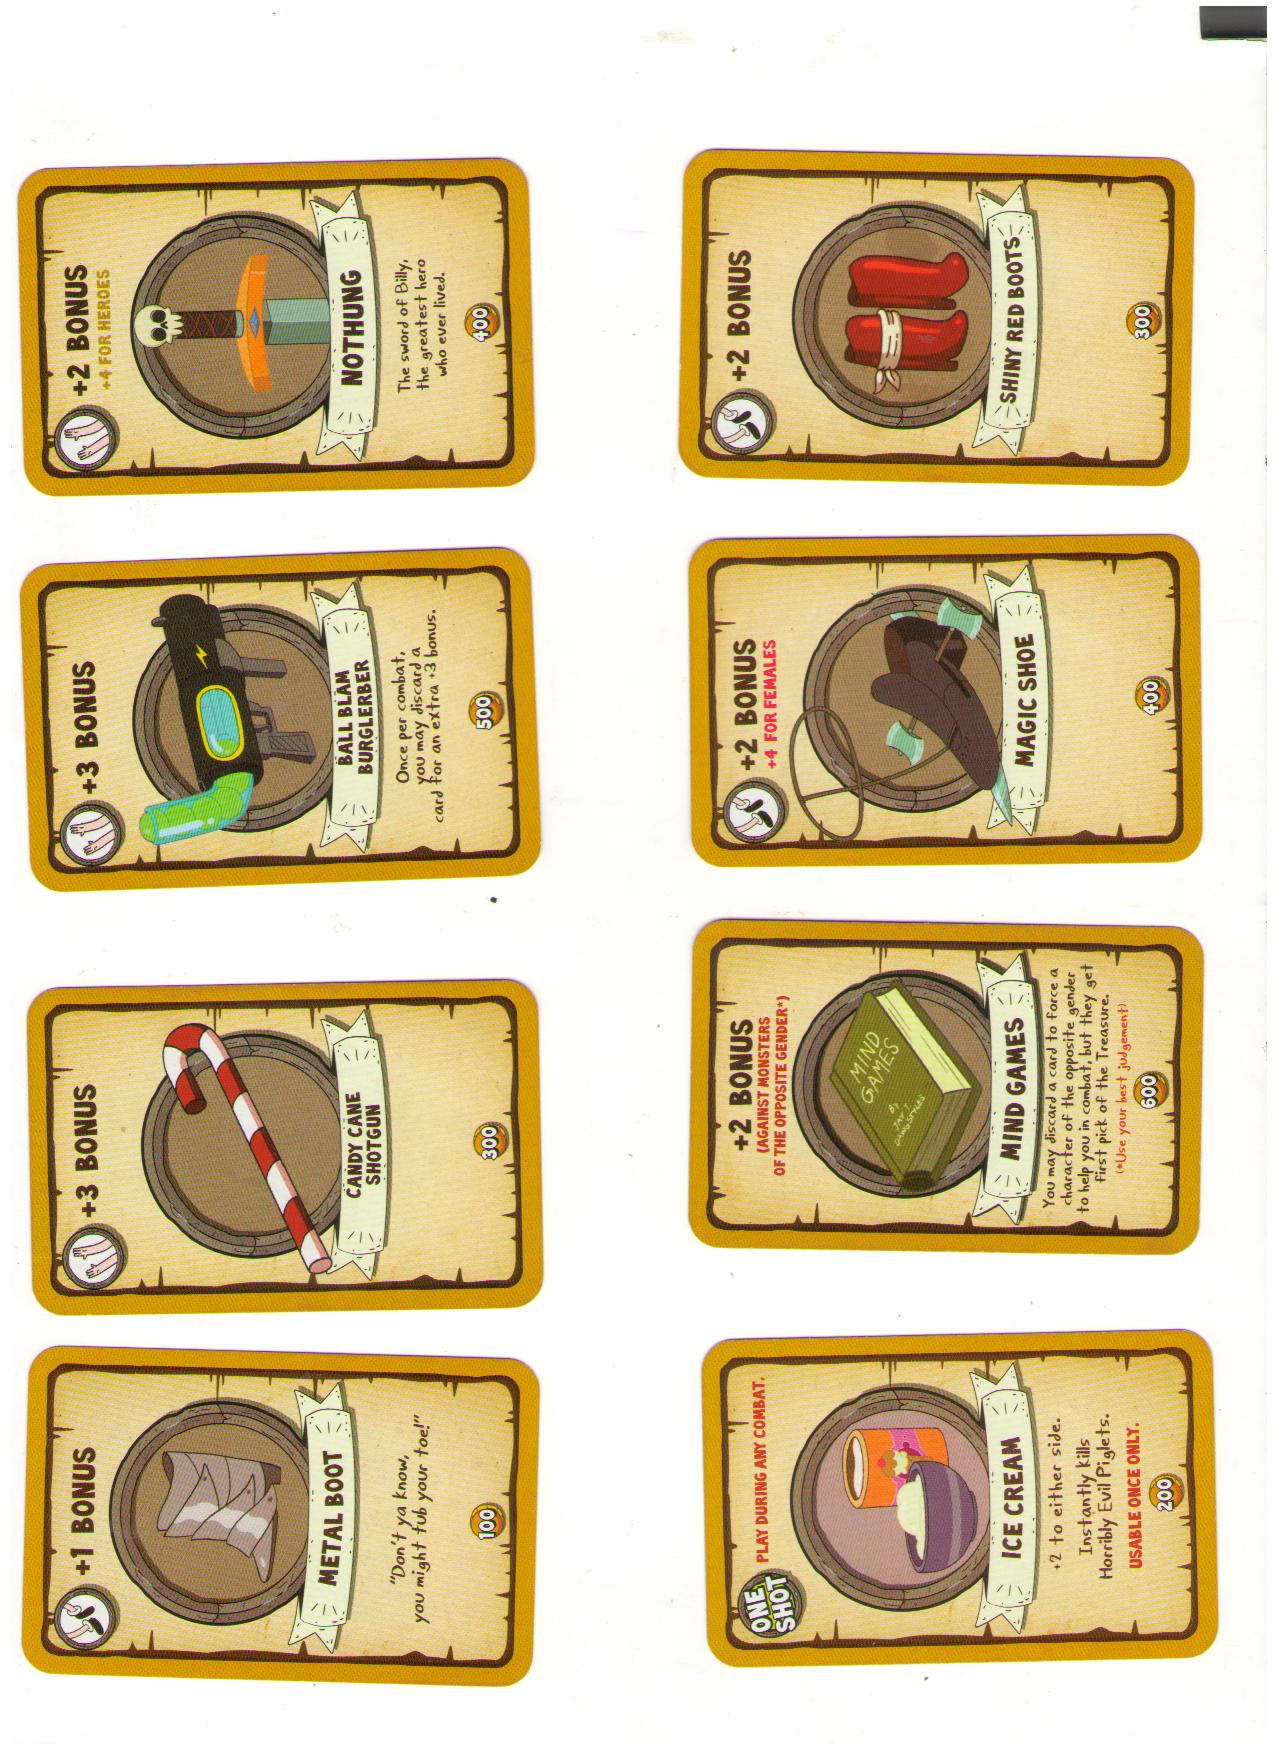 +1 BONUS
METAL BOOT
"Don't ya know,
you might tub your toe!"
100
+3 BONUS
CANDY CANE
SHOTGUN
300
+3 BONUS
BALL BLAM
BURGLERBER
Once per combat,
you may discard a
card for an extra +3 bonus.
500
+2 BONUS
+4 FOR HEROES
NOTHUNG
The sword of Billy,
the greatest hero
who ever lived.
400
ONE
SHOT
PLAY DURING ANY COMBAT.
ICE CREAM
+2 to either side.
Instantly kills
Horribly Evil Piglets.
USABLE ONCE ONLY.
200
+2 BONUS
(AGAINST MONSTERS
OF THE OPPOSITE GENDER*)
MIND
GAMES
BY
JAY T.
DAWGSTYLES
MIND GAMES
You may discard a card to force a
character of the opposite gender
to help you in combat, but they get
first pick of the Treasure.
(*Use your best judgement).
600
+2 BONUS
+4 FOR FEMALES
MAGIC SHOE
400
+2 BONUS
SHINY RED BOOTS
300